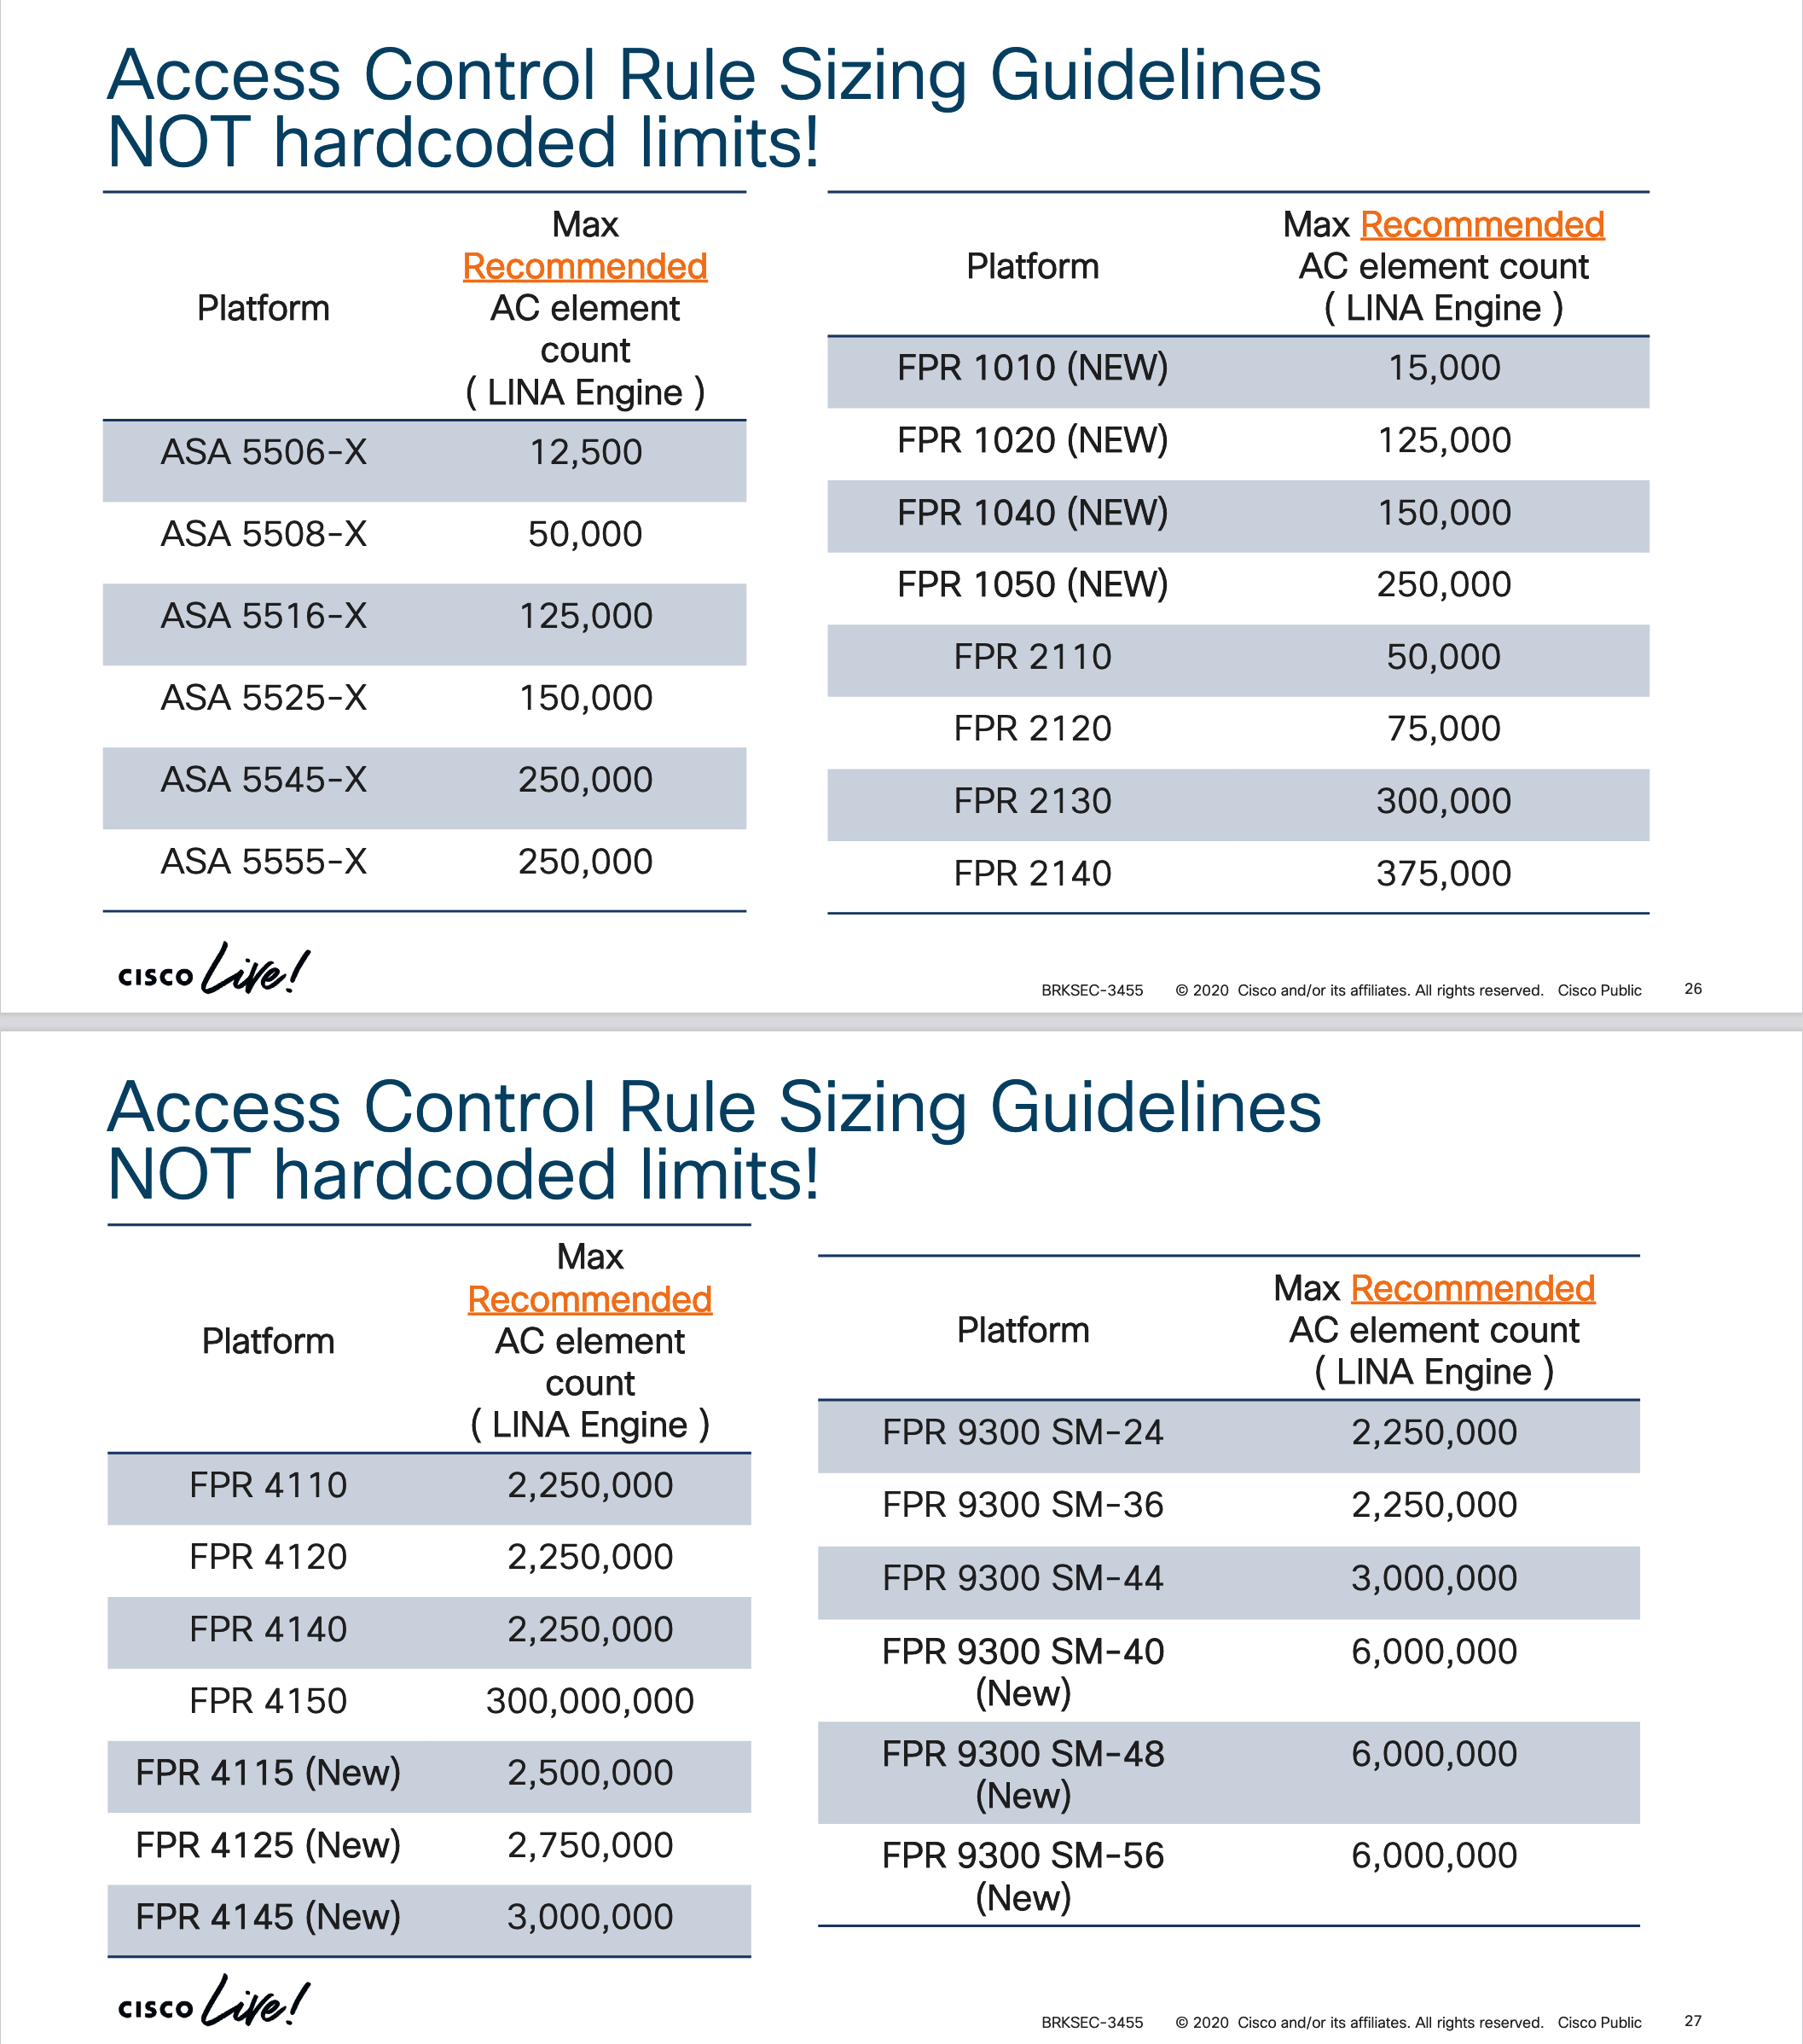 Access Control Rule Sizing Guidelines
NOT hardcoded limits!
Platform
Max
Recommended
AC element
count
( LINA Engine )
ASA 5506-X 12,500
ASA 5508-X 50,000
ASA 5516-X 125,000
ASA 5525-X 150,000
ASA 5545-X 250,000
ASA 5555-X 250,000
Platform
Max Recommended
AC element count
( LINA Engine )
FPR 1010 (NEW) 15,000
FPR 1020 (NEW) 125,000
FPR 1040 (NEW) 150,000
FPR 1050 (NEW) 250,000
FPR 2110 50,000
FPR 2120 75,000
FPR 2130 300,000
FPR 2140 375,000
CISCO Live!
BRKSEC-3455 © 2020 Cisco and/or its affiliates. All rights reserved. Cisco Public 26
Access Control Rule Sizing Guidelines
NOT hardcoded limits!
Platform
Max
Recommended
AC element
count
( LINA Engine )
FPR 4110 2,250,000
FPR 4120 2,250,000
FPR 4140 2,250,000
FPR 4150 300,000,000
FPR 4115 (New) 2,500,000
FPR 4125 (New) 2,750,000
FPR 4145 (New) 3,000,000
Platform
Max Recommended
AC element count
( LINA Engine )
FPR 9300 SM-24 2,250,000
FPR 9300 SM-36 2,250,000
FPR 9300 SM-44 3,000,000
FPR 9300 SM-40 6,000,000
(New)
FPR 9300 SM-48 6,000,000
(New)
FPR 9300 SM-56 6,000,000
(New)
CISCO Live!
BRKSEC-3455 © 2020 Cisco and/or its affiliates. All rights reserved. Cisco Public 27